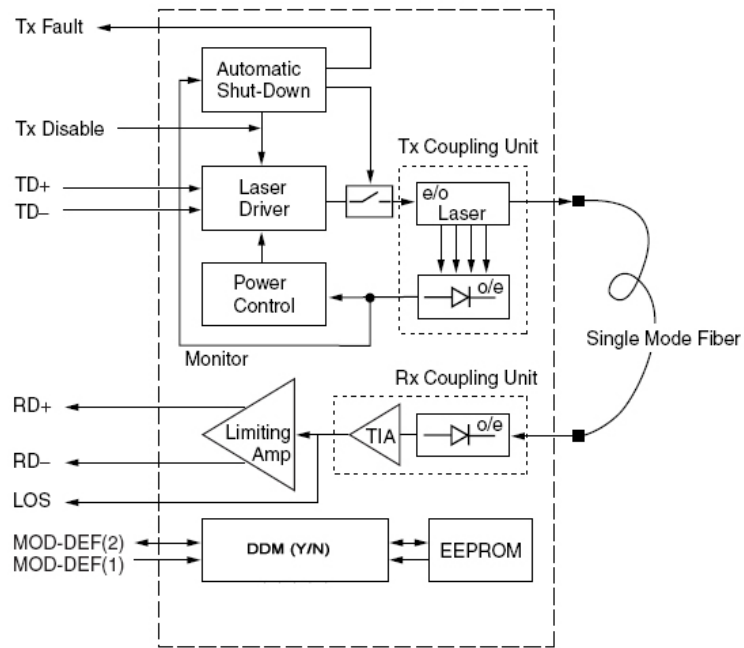 Tx Fault
Automatic
Shut-Down
Tx Disable
Tx Coupling Unit
TD+
TD–
Laser
Driver
e/o
Laser
Power
Control
o/e
Monitor
Single Mode Fiber
Rx Coupling Unit
RD+
RD–
LOS
Limiting
Amp
TIA
o/e
MOD-DEF(2)
MOD-DEF(1)
DDM (Y/N)
EEPROM